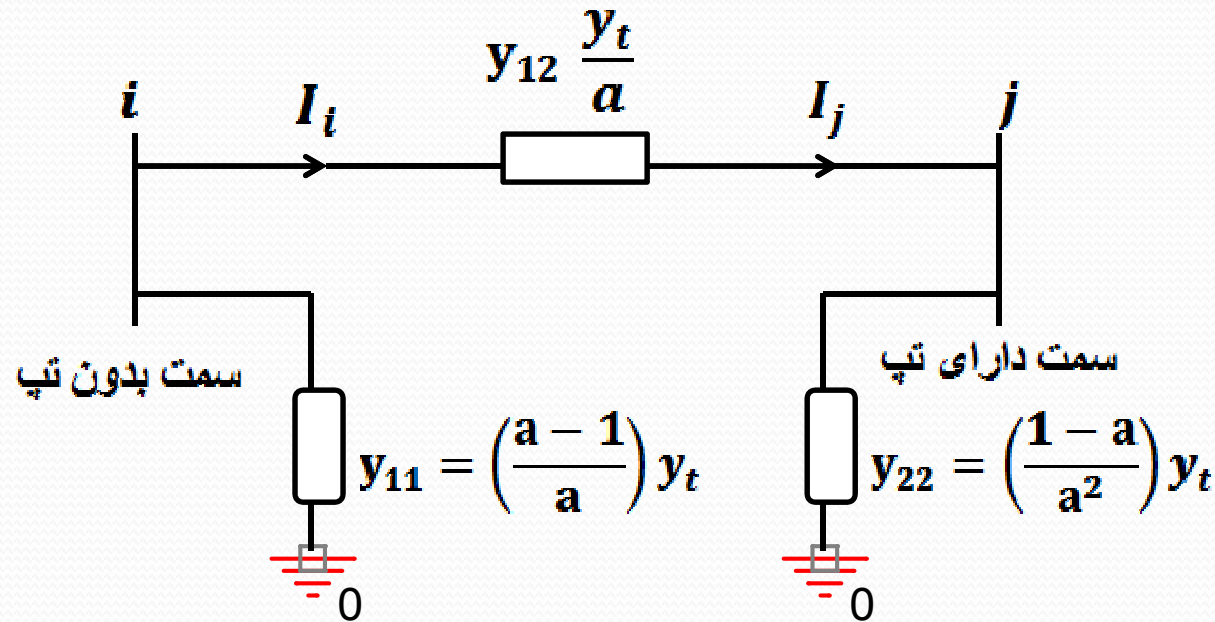 y₁₂ yₜ/a
i Iᵢ Iⱼ j
سمت بدون تپ
سمت دارای تپ
y₁₁ = ((a − 1)/a) yₜ
y₂₂ = ((1 − a)/a²) yₜ
0
0